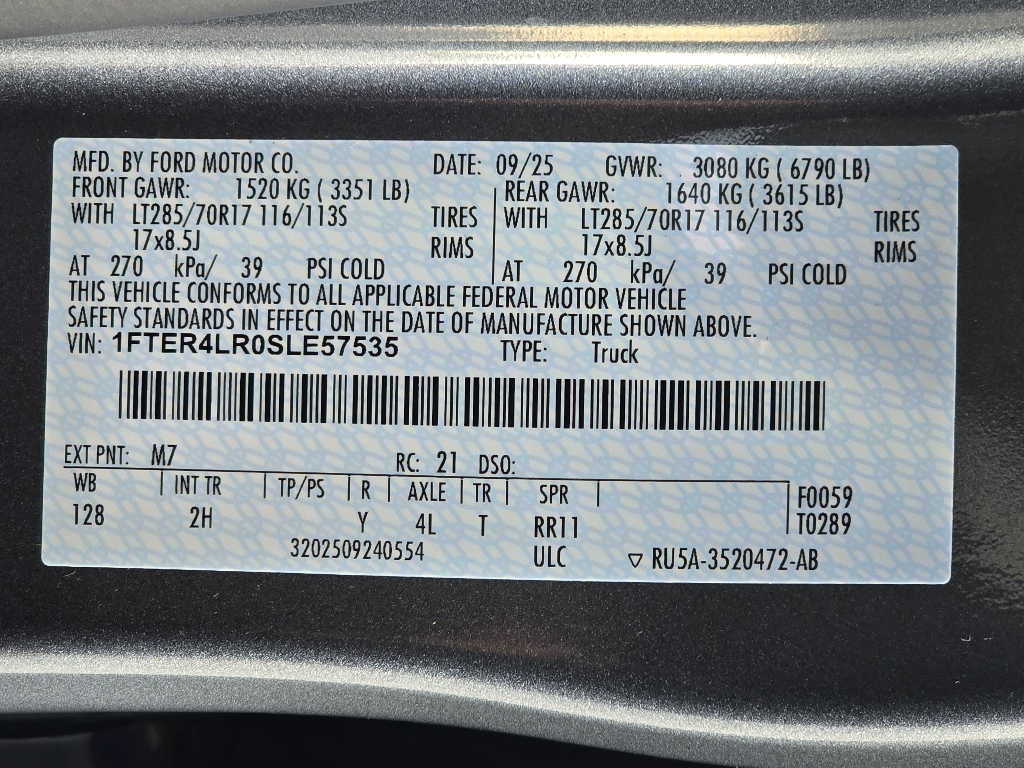 MFD. BY FORD MOTOR CO. DATE: 09/25 GVWR: 3080 KG ( 6790 LB)
FRONT GAWR: 1520 KG ( 3351 LB) REAR GAWR: 1640 KG ( 3615 LB)
WITH LT285/70R17 116/113S TIRES WITH LT285/70R17 116/113S TIRES
17x8.5J RIMS 17x8.5J RIMS
AT 270 kPa/ 39 PSI COLD AT 270 kPa/ 39 PSI COLD
THIS VEHICLE CONFORMS TO ALL APPLICABLE FEDERAL MOTOR VEHICLE
SAFETY STANDARDS IN EFFECT ON THE DATE OF MANUFACTURE SHOWN ABOVE.
VIN: 1FTER4LR0SLE57535 TYPE: Truck
EXT PNT: M7 RC: 21 DSO:
WB INT TR TP/PS R AXLE TR SPR F0059
128 2H Y 4L T RR11 T0289
3202509240554 ULC ▽ RU5A-3520472-AB